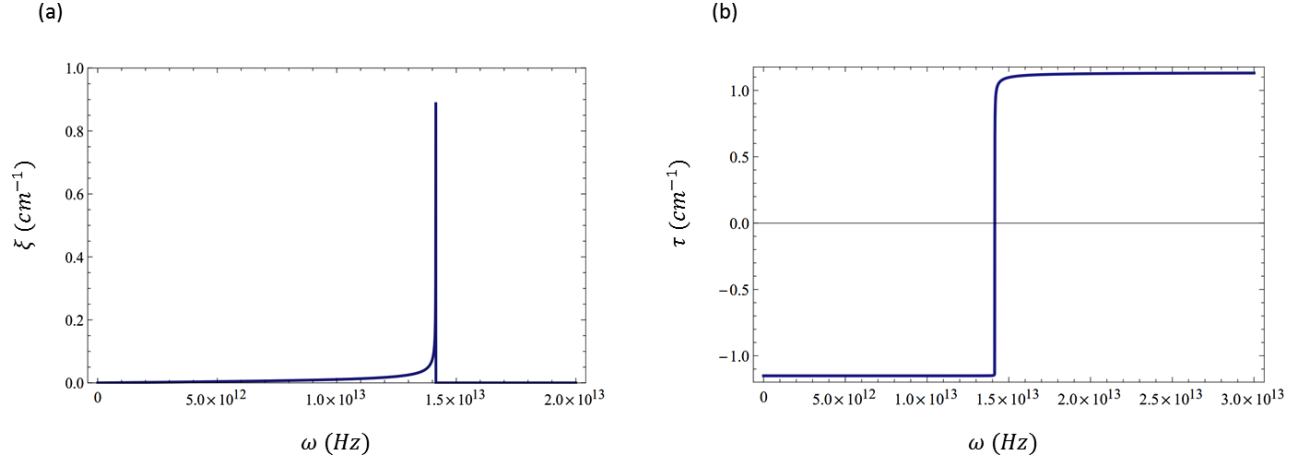 (a)
1.0
0.8
0.6
0.4
0.2
0.0
ξ (cm⁻¹)
0 5.0×10¹² 1.0×10¹³ 1.5×10¹³ 2.0×10¹³
ω (Hz)
(b)
1.0
0.5
0.0
−0.5
−1.0
τ (cm⁻¹)
0 5.0×10¹² 1.0×10¹³ 1.5×10¹³ 2.0×10¹³ 2.5×10¹³ 3.0×10¹³
ω (Hz)